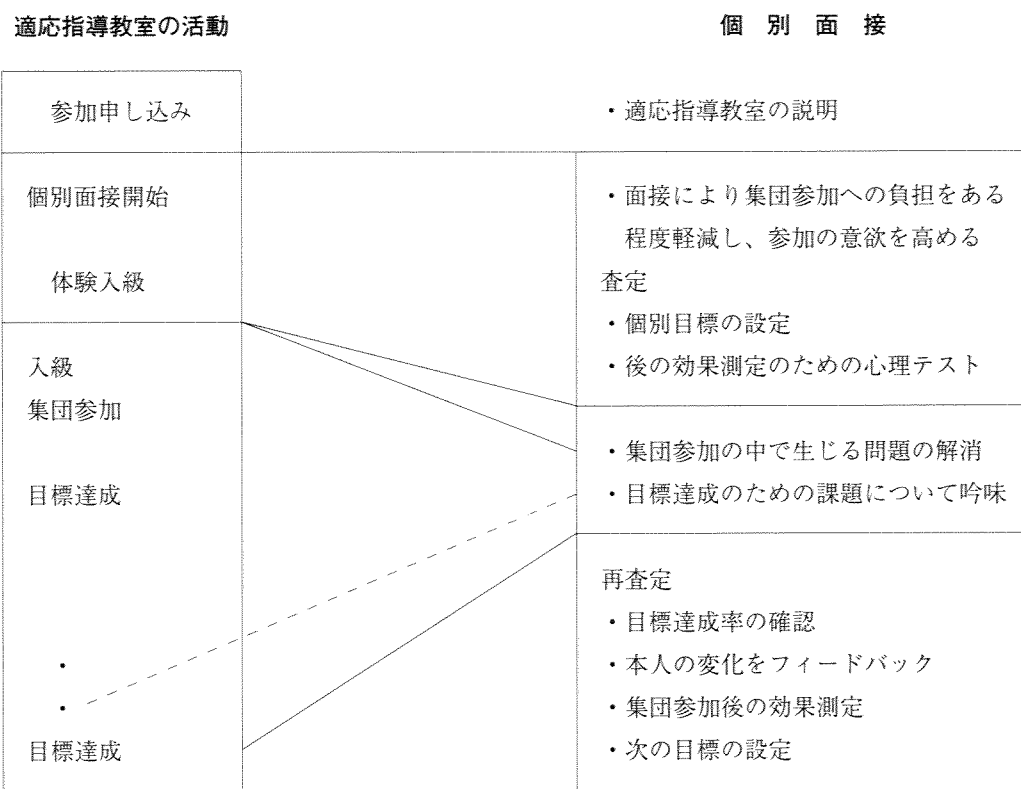 適応指導教室の活動
個 別 面 接
参加申し込み
・適応指導教室の説明
個別面接開始
体験入級
・面接により集団参加への負担をある
程度軽減し、参加の意欲を高める
査定
・個別目標の設定
・後の効果測定のための心理テスト
入級
集団参加
目標達成
・集団参加の中で生じる問題の解消
・目標達成のための課題について吟味
・
・
目標達成
再査定
・目標達成率の確認
・本人の変化をフィードバック
・集団参加後の効果測定
・次の目標の設定